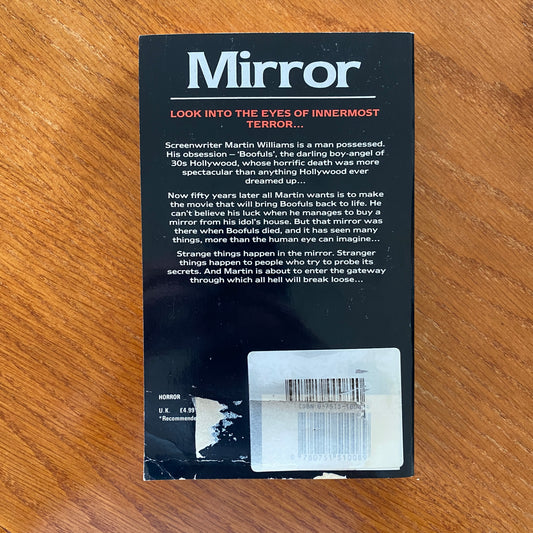 Mirror
LOOK INTO THE EYES OF INNERMOST
TERROR...
Screenwriter Martin Williams is a man possessed.
His obsession – 'Boofuls', the darling boy-angel of
30s Hollywood, whose horrific death was more
spectacular than anything Hollywood ever
dreamed up...
Now fifty years later all Martin wants is to make
the movie that will bring Boofuls back to life. He
can't believe his luck when he manages to buy a
mirror from his idol's house. But that mirror was
there when Boofuls died, and it has seen many
things, more than the human eye can imagine...
Strange things happen in the mirror. Stranger
things happen to people who try to probe its
secrets. And Martin is about to enter the gateway
through which all hell will break loose...
HORROR
U.K. £4.99
*Recommende
ISBN 0-7515-